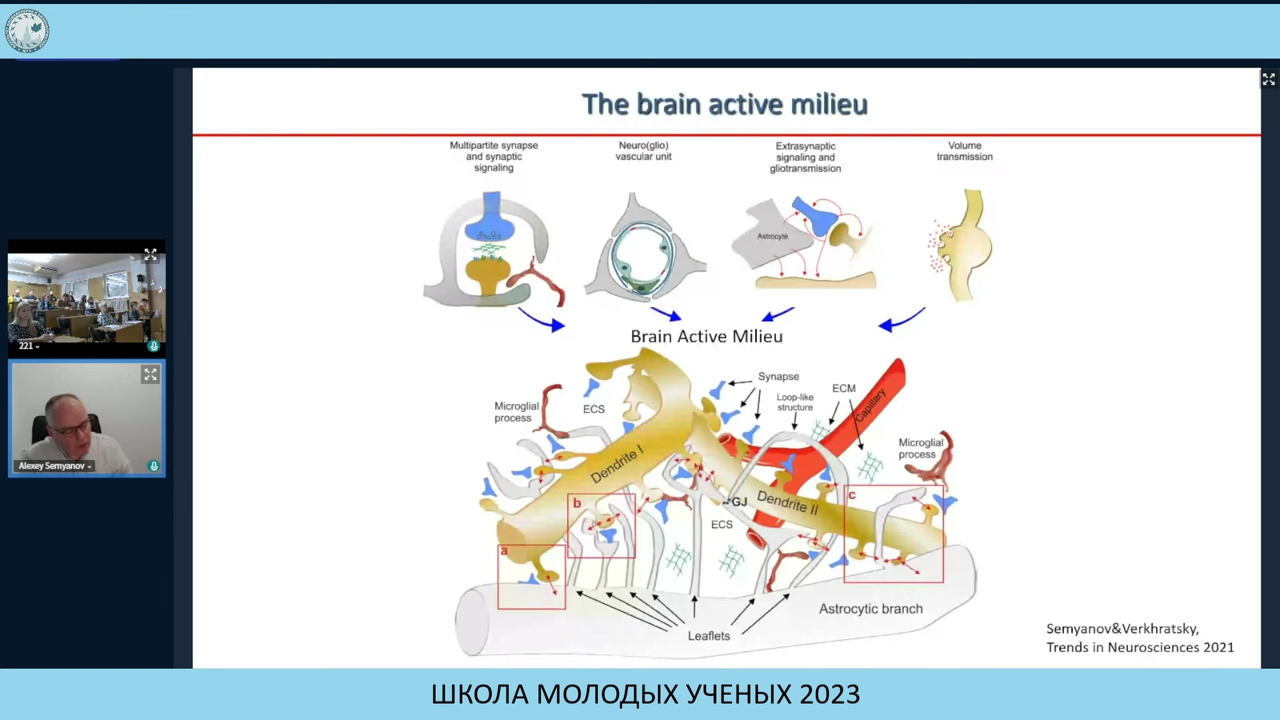 The brain active milieu
Multipartite synapse
and synaptic
signaling
Neuro(glio)
vascular unit
Extrasynaptic
signaling and
gliotransmission
Volume
transmission
Astrocyte
Brain Active Milieu
Microglial
process
ECS
Synapse
Loop-like
structure
ECM
Capillary
Microglial
process
Dendrite I
b
GJ
Dendrite II
c
ECS
a
Astrocytic branch
Leaflets
Semyanov&Verkhratsky,
Trends in Neurosciences 2021
221
Alexey Semyanov
ШКОЛА МОЛОДЫХ УЧЕНЫХ 2023